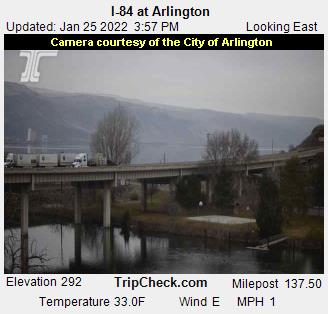 I-84 at Arlington
Updated: Jan 25 2022 3:57 PM Looking East
Camera courtesy of the City of Arlington
Elevation 292 TripCheck.com Milepost 137.50
Temperature 33.0F Wind E MPH 1